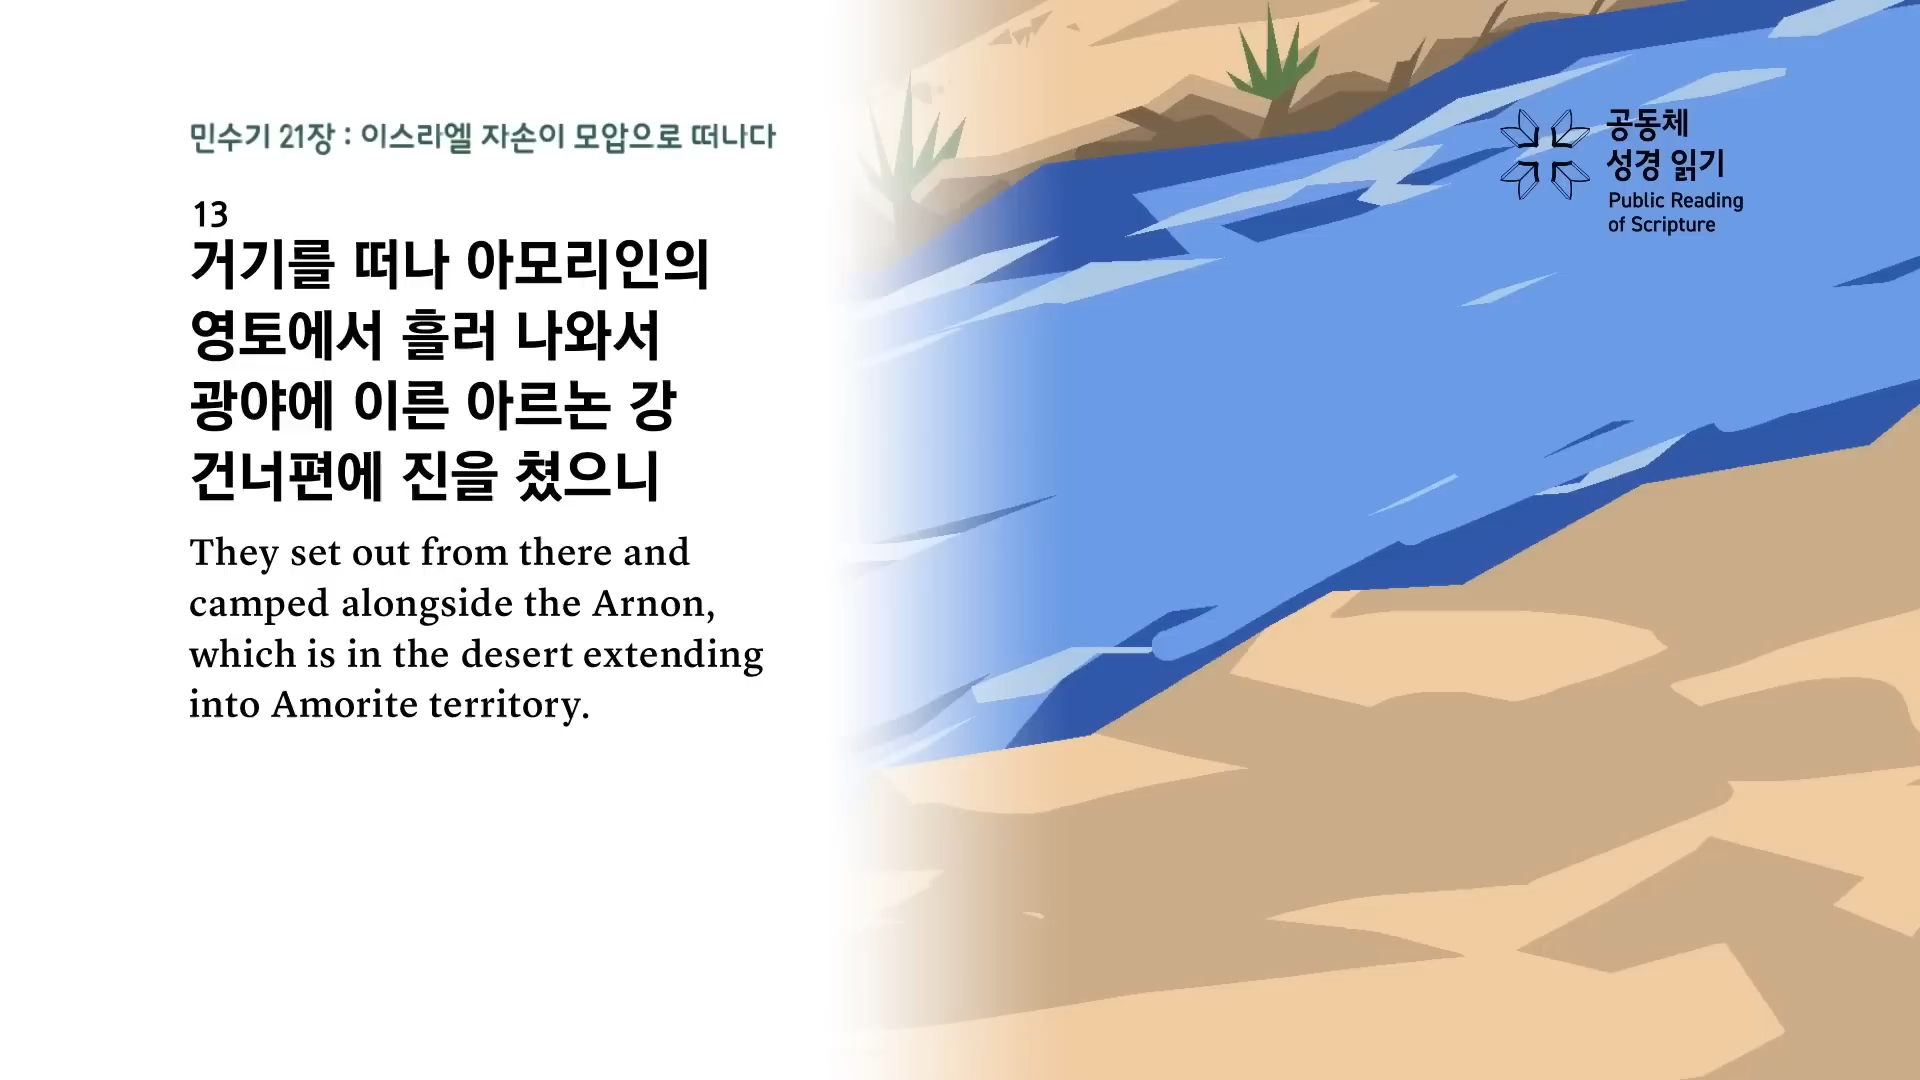 민수기 21장 : 이스라엘 자손이 모압으로 떠나다
13
거기를 떠나 아모리인의
영토에서 흘러 나와서
광야에 이른 아르논 강
건너편에 진을 쳤으니
They set out from there and
camped alongside the Arnon,
which is in the desert extending
into Amorite territory.
공동체
성경 읽기
Public Reading
of Scripture